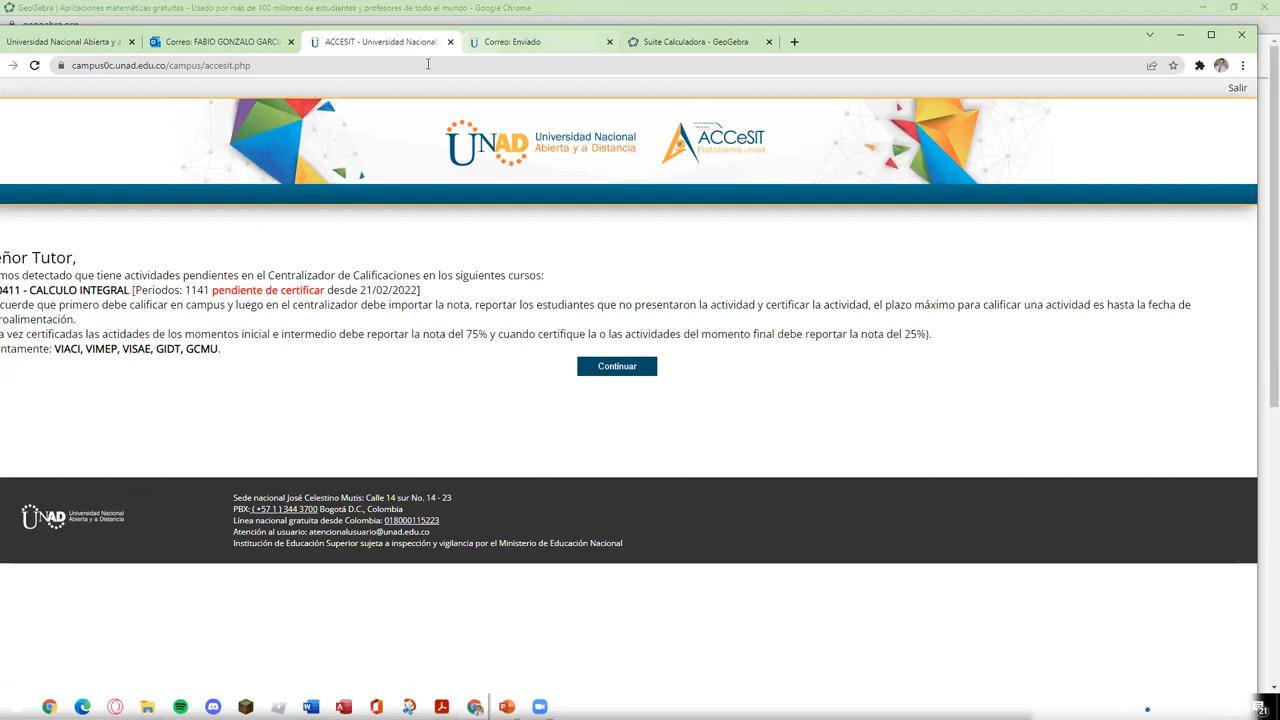 GeoGebra | Aplicaciones matemáticas gratuitas - Usado por más de 100 millones de estudiantes y profesores de todo el mundo - Google Chrome
geogebra.org
Universidad Nacional Abierta y a
Correo: FABIO GONZALO GARCI
ACCESIT - Universidad Nacional
Correo: Enviado
Suite Calculadora - GeoGebra
campus0c.unad.edu.co/campus/accesit.php
Salir
UNAD Universidad Nacional
Abierta y a Distancia
ACCeSIT
Plataforma unad
eñor Tutor,
mos detectado que tiene actividades pendientes en el Centralizador de Calificaciones en los siguientes cursos:
0411 - CALCULO INTEGRAL [Periodos: 1141 pendiente de certificar desde 21/02/2022]
cuerde que primero debe calificar en campus y luego en el centralizador debe importar la nota, reportar los estudiantes que no presentaron la actividad y certificar la actividad, el plazo máximo para calificar una actividad es hasta la fecha de
roalimentación.
a vez certificadas las actidades de los momentos inicial e intermedio debe reportar la nota del 75% y cuando certifique la o las actividades del momento final debe reportar la nota del 25%).
ntamente: VIACI, VIMEP, VISAE, GIDT, GCMU.
Continuar
UNAD Universidad Nacional
Abierta y a Distancia
Sede nacional José Celestino Mutis: Calle 14 sur No. 14 - 23
PBX: ( +57 1 ) 344 3700 Bogotá D.C., Colombia
Línea nacional gratuita desde Colombia: 018000115223
Atención al usuario: atencionalusuario@unad.edu.co
Institución de Educación Superior sujeta a inspección y vigilancia por el Ministerio de Educación Nacional
21